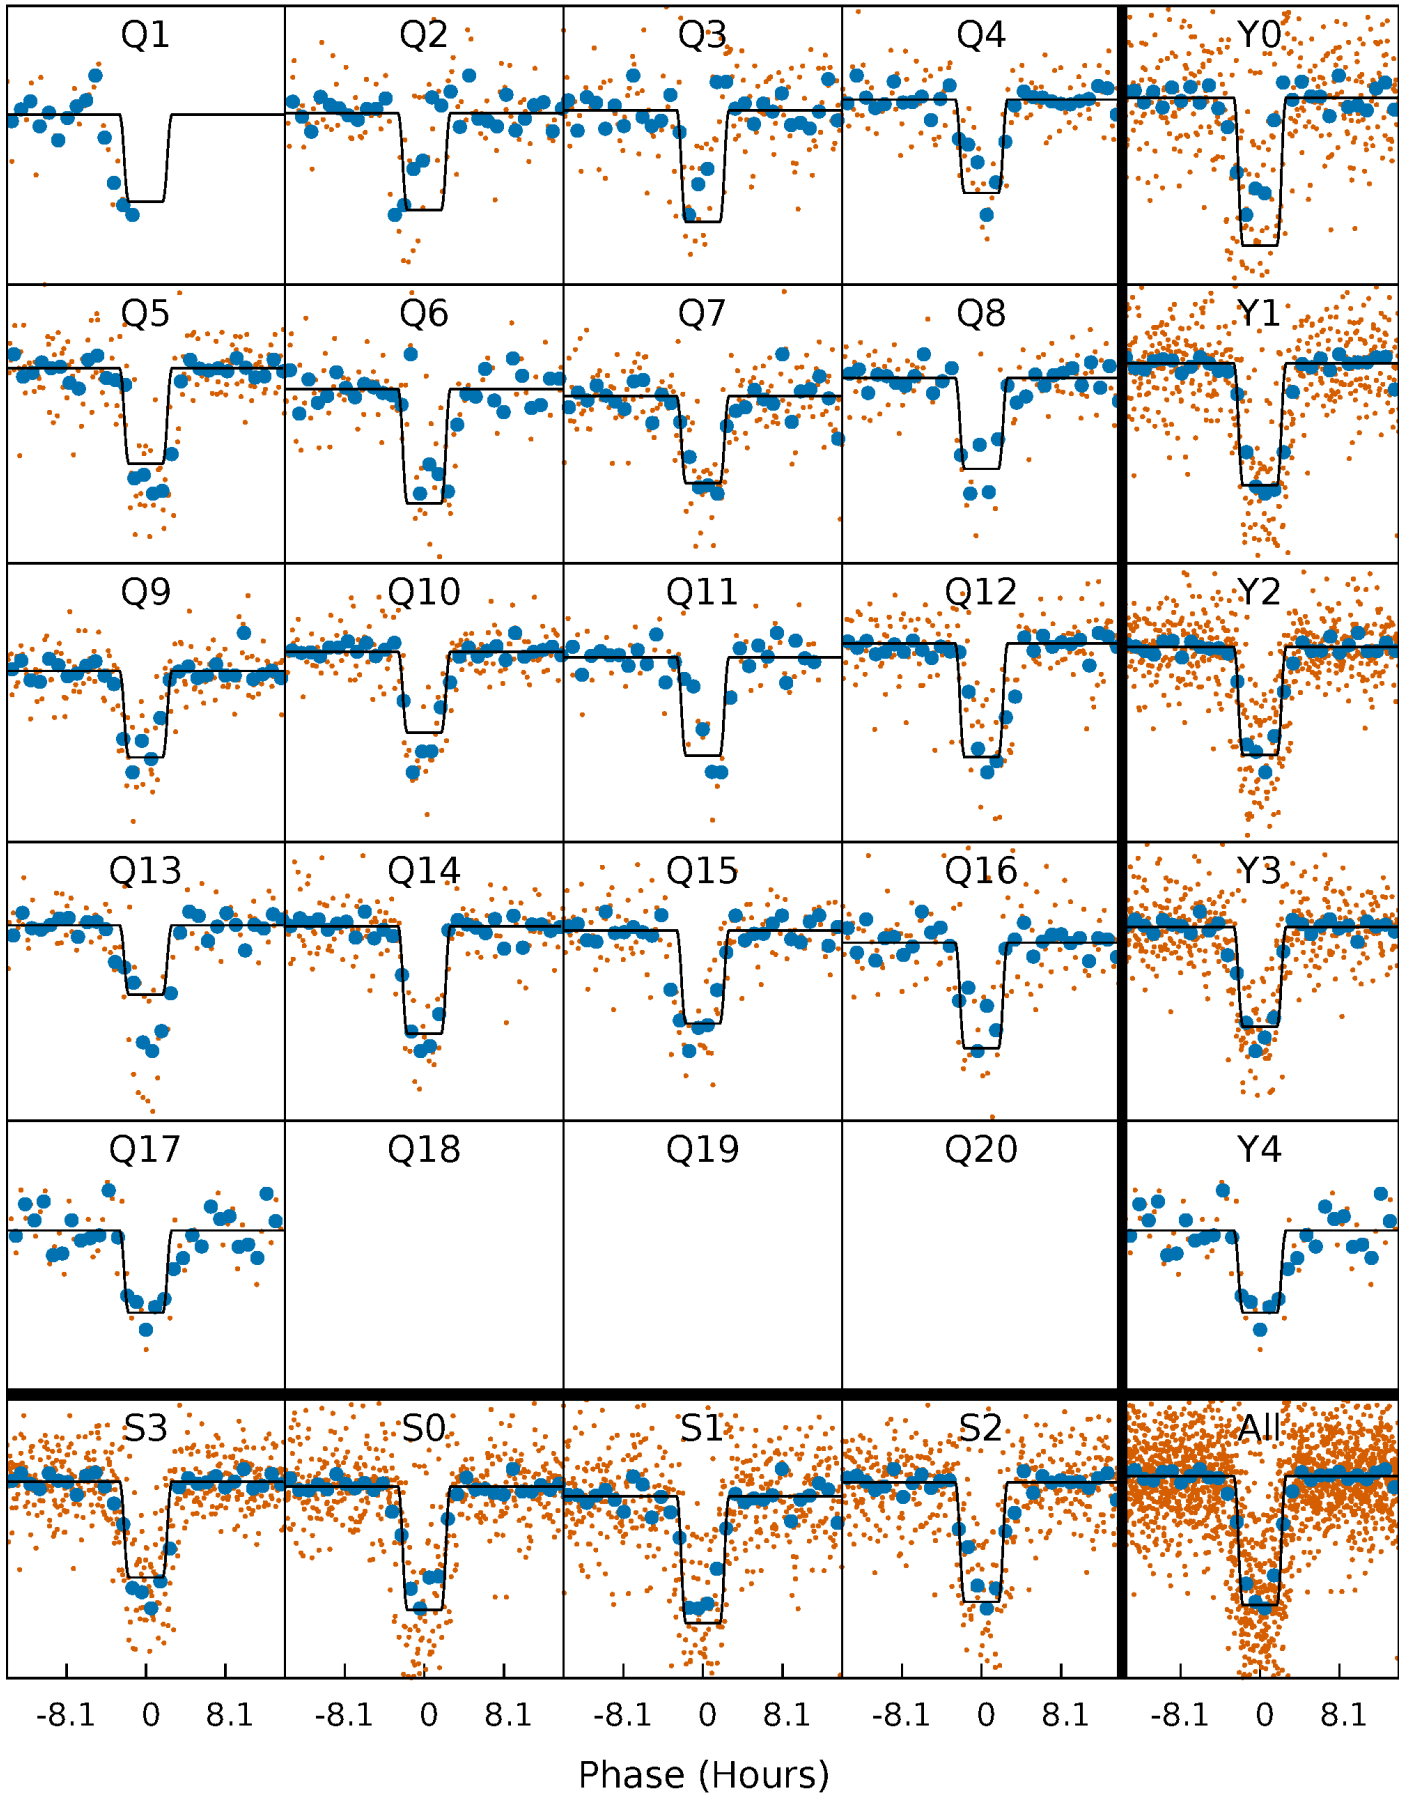 Q1 Q2 Q3 Q4 Y0
Q5 Q6 Q7 Q8 Y1
Q9 Q10 Q11 Q12 Y2
Q13 Q14 Q15 Q16 Y3
Q17 Q18 Q19 Q20 Y4
S3 S0 S1 S2 All
-8.1 0 8.1 -8.1 0 8.1 -8.1 0 8.1 -8.1 0 8.1 -8.1 0 8.1
Phase (Hours)